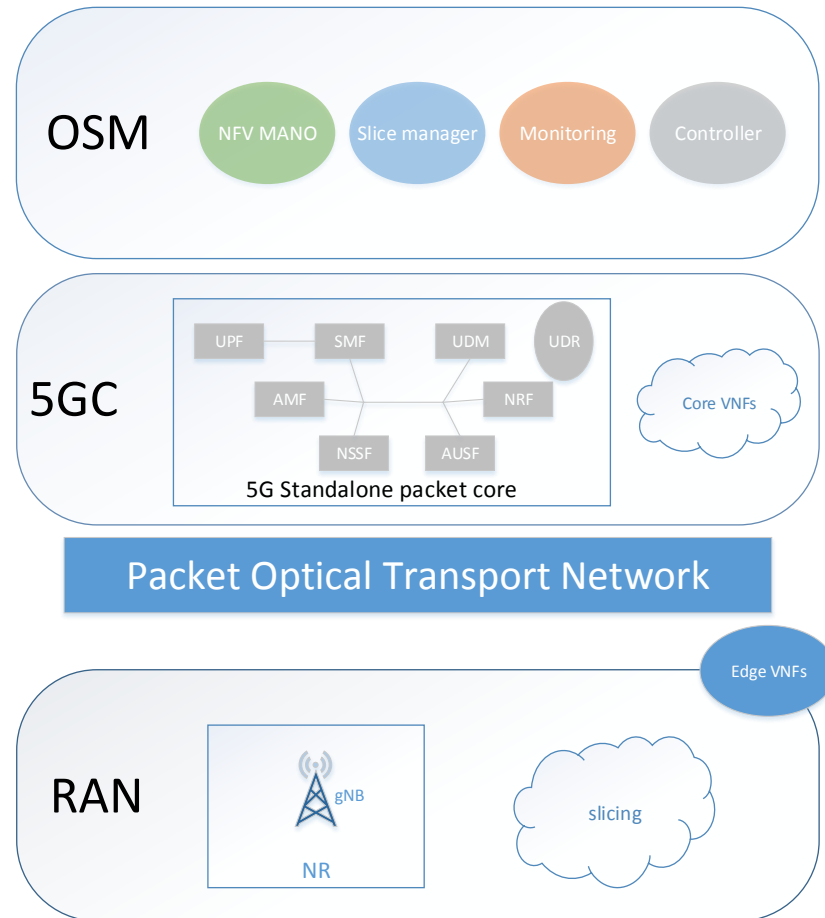 OSM
NFV MANO
Slice manager
Monitoring
Controller
5GC
UPF
SMF
UDM
UDR
AMF
NRF
NSSF
AUSF
5G Standalone packet core
Core VNFs
Packet Optical Transport Network
Edge VNFs
RAN
gNB
NR
slicing